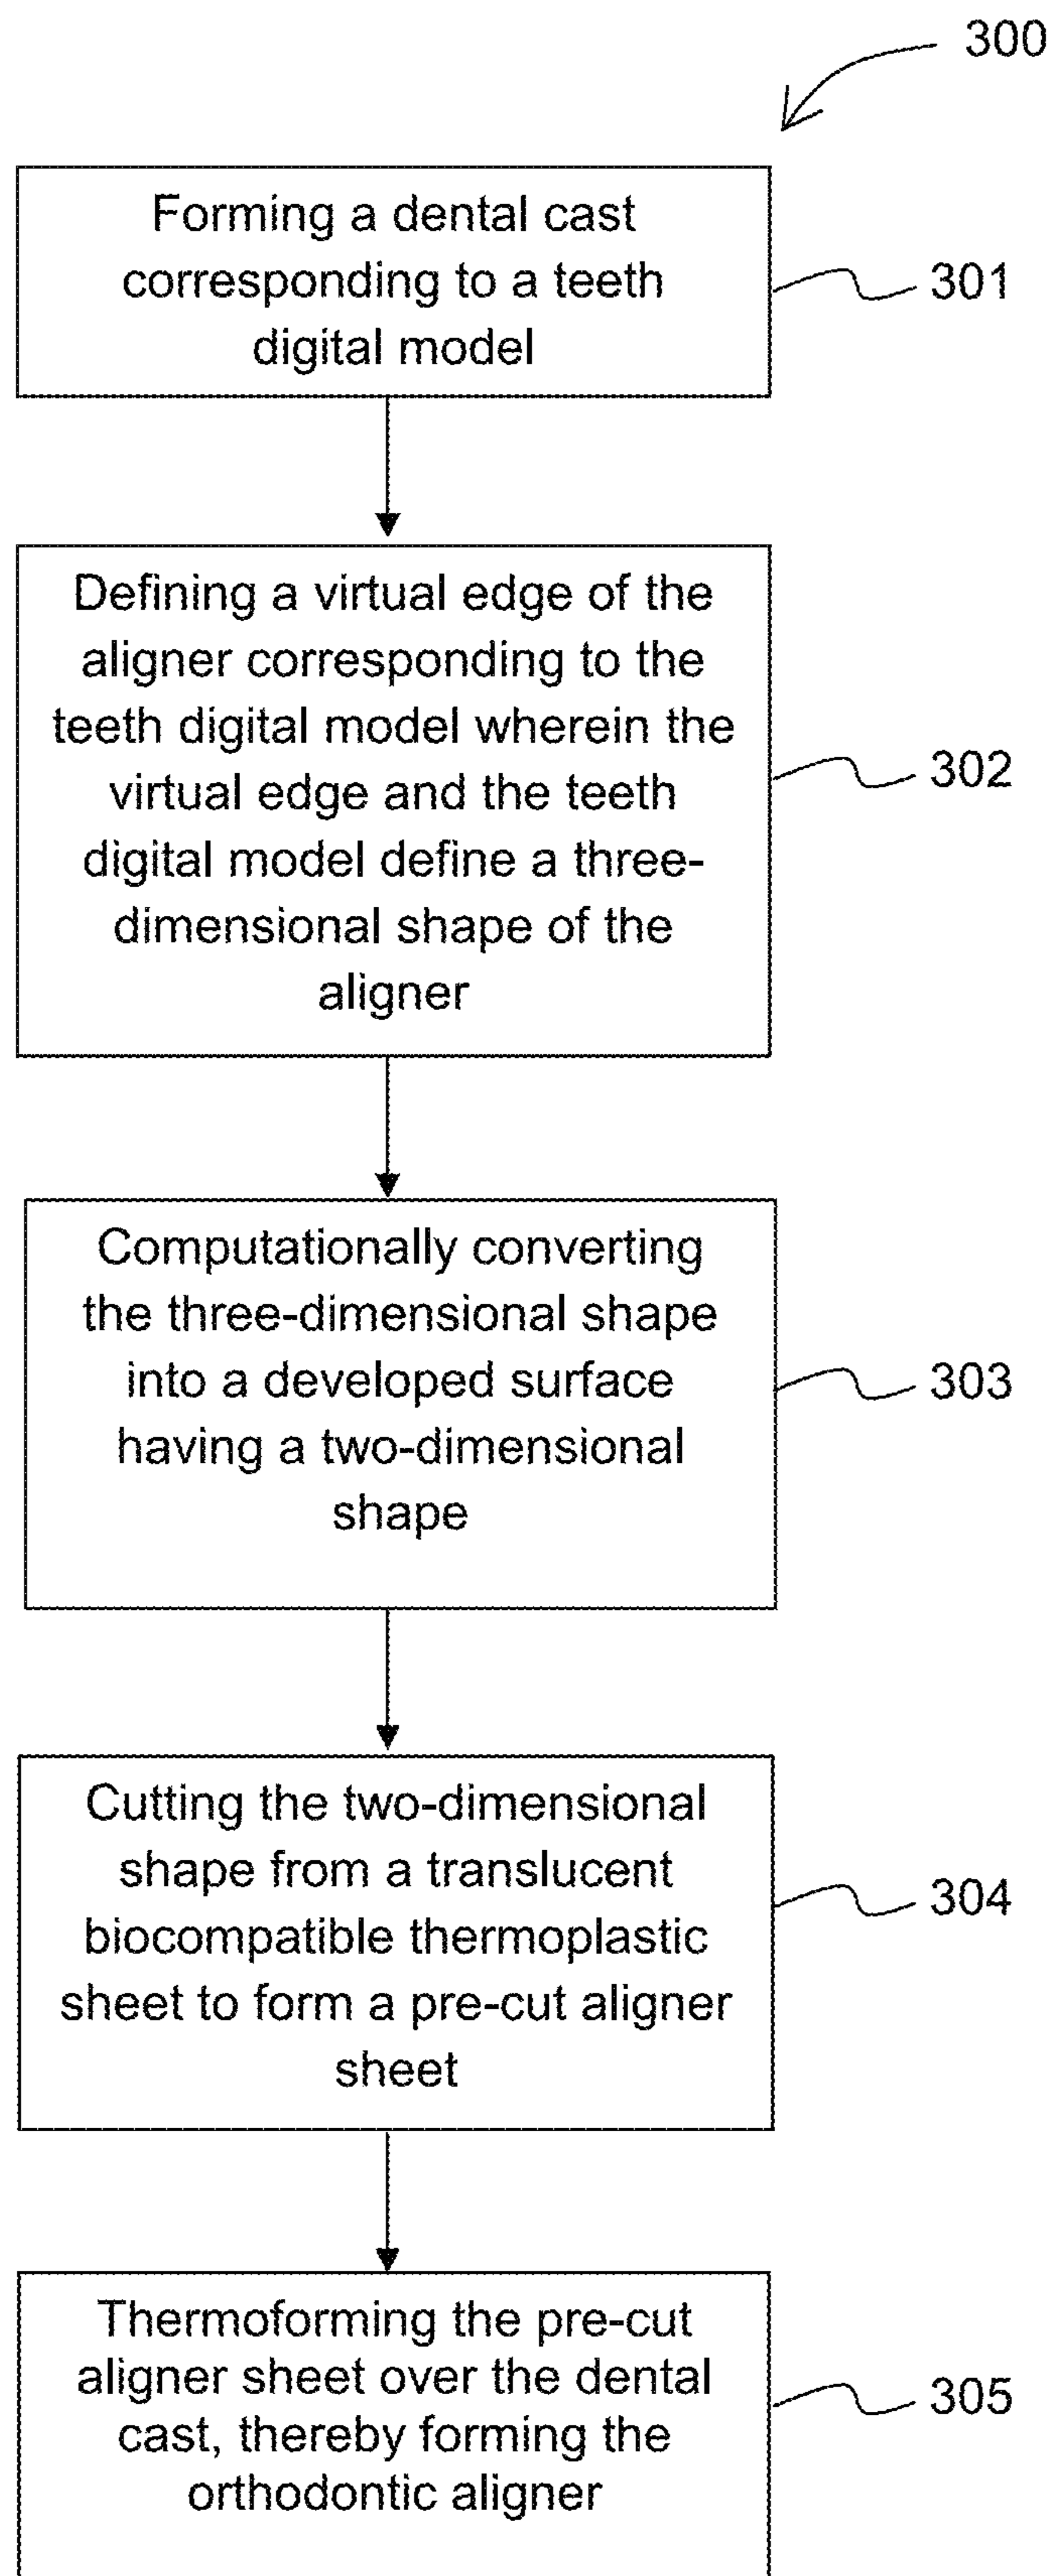 300
Forming a dental cast
corresponding to a teeth
digital model
301
Defining a virtual edge of the
aligner corresponding to the
teeth digital model wherein the
virtual edge and the teeth
digital model define a three-
dimensional shape of the
aligner
302
Computationally converting
the three-dimensional shape
into a developed surface
having a two-dimensional
shape
303
Cutting the two-dimensional
shape from a translucent
biocompatible thermoplastic
sheet to form a pre-cut aligner
sheet
304
Thermoforming the pre-cut
aligner sheet over the dental
cast, thereby forming the
orthodontic aligner
305